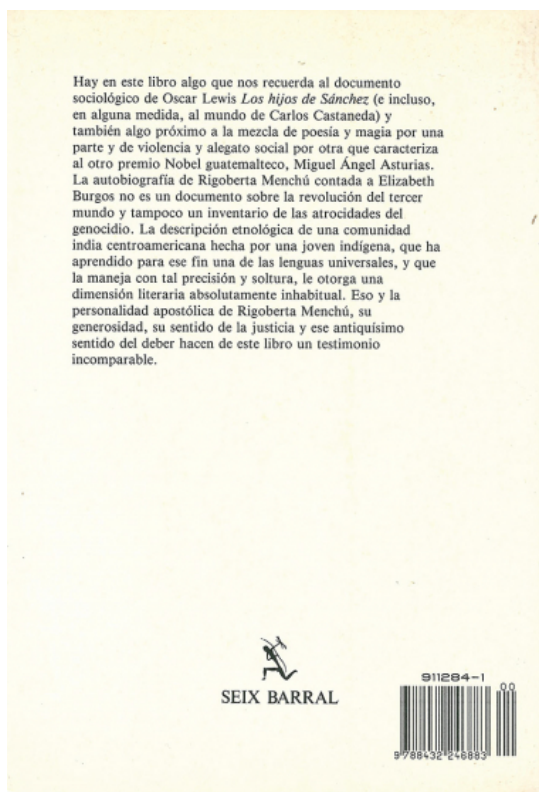 Hay en este libro algo que nos recuerda al documento
sociológico de Oscar Lewis Los hijos de Sánchez (e incluso,
en alguna medida, al mundo de Carlos Castaneda) y
también algo próximo a la mezcla de poesía y magia por una
parte y de violencia y alegato social por otra que caracteriza
al otro premio Nobel guatemalteco, Miguel Ángel Asturias.
La autobiografía de Rigoberta Menchú contada a Elizabeth
Burgos no es un documento sobre la revolución del tercer
mundo y tampoco un inventario de las atrocidades del
genocidio. La descripción etnológica de una comunidad
india centroamericana hecha por una joven indígena, que ha
aprendido para ese fin una de las lenguas universales, y que
la maneja con tal precisión y soltura, le otorga una
dimensión literaria absolutamente inhabitual. Eso y la
personalidad apostólica de Rigoberta Menchú, su
generosidad, su sentido de la justicia y ese antiquísimo
sentido del deber hacen de este libro un testimonio
incomparable.
SEIX BARRAL
911284-1
00
9 788432 246883